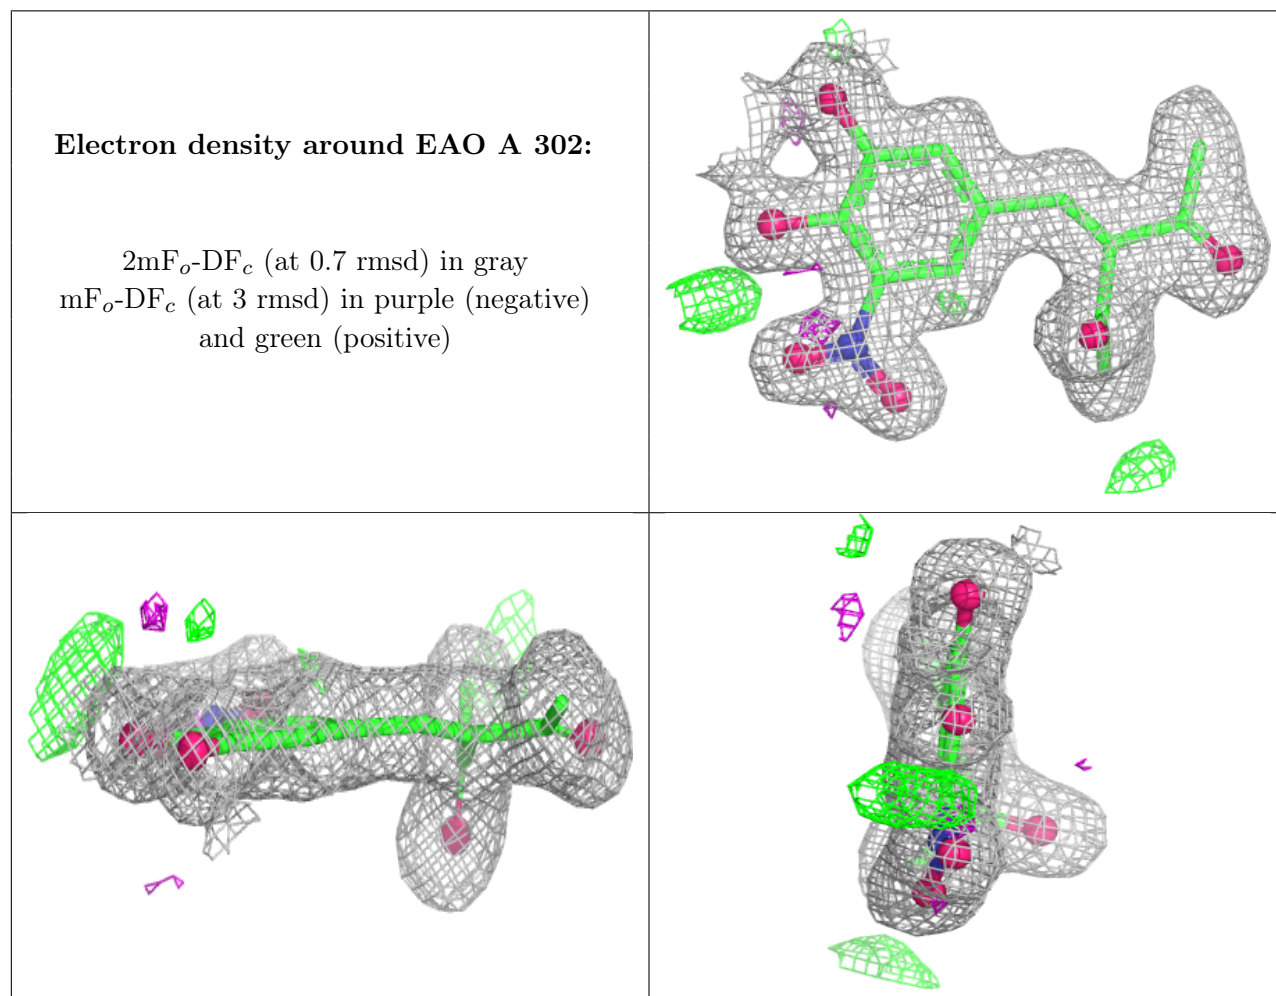 Electron density around EAO A 302:
2mFo-DFc (at 0.7 rmsd) in gray
mFo-DFc (at 3 rmsd) in purple (negative)
and green (positive)